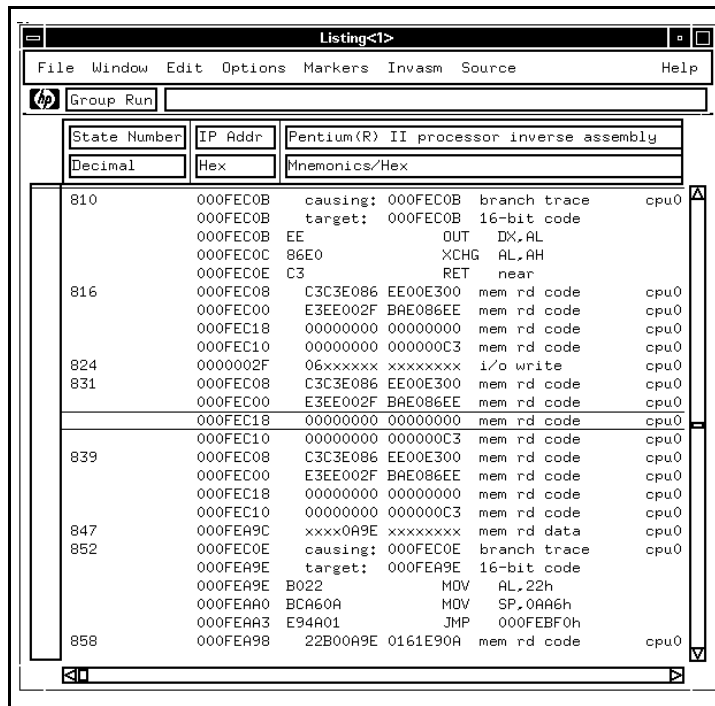 Listing<1>
File Window Edit Options Markers Invasm Source Help
hp Group Run
State Number IP Addr Pentium(R) II processor inverse assembly
Decimal Hex Mnemonics/Hex
810 000FEC0B causing: 000FEC0B branch trace cpu0
000FEC0B target: 000FEC0B 16-bit code
000FEC0B EE OUT DX,AL
000FEC0C 86E0 XCHG AL,AH
000FEC0E C3 RET near
816 000FEC08 C3C3E086 EE00E300 mem rd code cpu0
000FEC00 E3EE002F BAE086EE mem rd code cpu0
000FEC18 00000000 00000000 mem rd code cpu0
000FEC10 00000000 000000C3 mem rd code cpu0
824 0000002F 06xxxxxx xxxxxxxx i/o write cpu0
831 000FEC08 C3C3E086 EE00E300 mem rd code cpu0
000FEC00 E3EE002F BAE086EE mem rd code cpu0
000FEC18 00000000 00000000 mem rd code cpu0
000FEC10 00000000 000000C3 mem rd code cpu0
839 000FEC08 C3C3E086 EE00E300 mem rd code cpu0
000FEC00 E3EE002F BAE086EE mem rd code cpu0
000FEC18 00000000 00000000 mem rd code cpu0
000FEC10 00000000 000000C3 mem rd code cpu0
847 000FEA9C xxxx0A9E xxxxxxxx mem rd data cpu0
852 000FEC0E causing: 000FEC0E branch trace cpu0
000FEA9E target: 000FEA9E 16-bit code
000FEA9E B022 MOV AL,22h
000FEAA0 BCA60A MOV SP,0AA6h
000FEAA3 E94A01 JMP 000FEBF0h
858 000FEA98 22B00A9E 0161E90A mem rd code cpu0